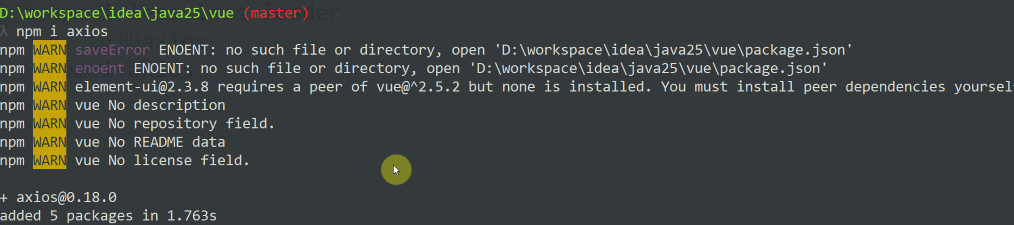 D:\workspace\idea\java25\vue (master)
λ npm i axios
npm WARN saveError ENOENT: no such file or directory, open 'D:\workspace\idea\java25\vue\package.json'
npm WARN enoent ENOENT: no such file or directory, open 'D:\workspace\idea\java25\vue\package.json'
npm WARN element-ui@2.3.8 requires a peer of vue@^2.5.2 but none is installed. You must install peer dependencies yoursel
npm WARN vue No description
npm WARN vue No repository field.
npm WARN vue No README data
npm WARN vue No license field.
+ axios@0.18.0
added 5 packages in 1.763s